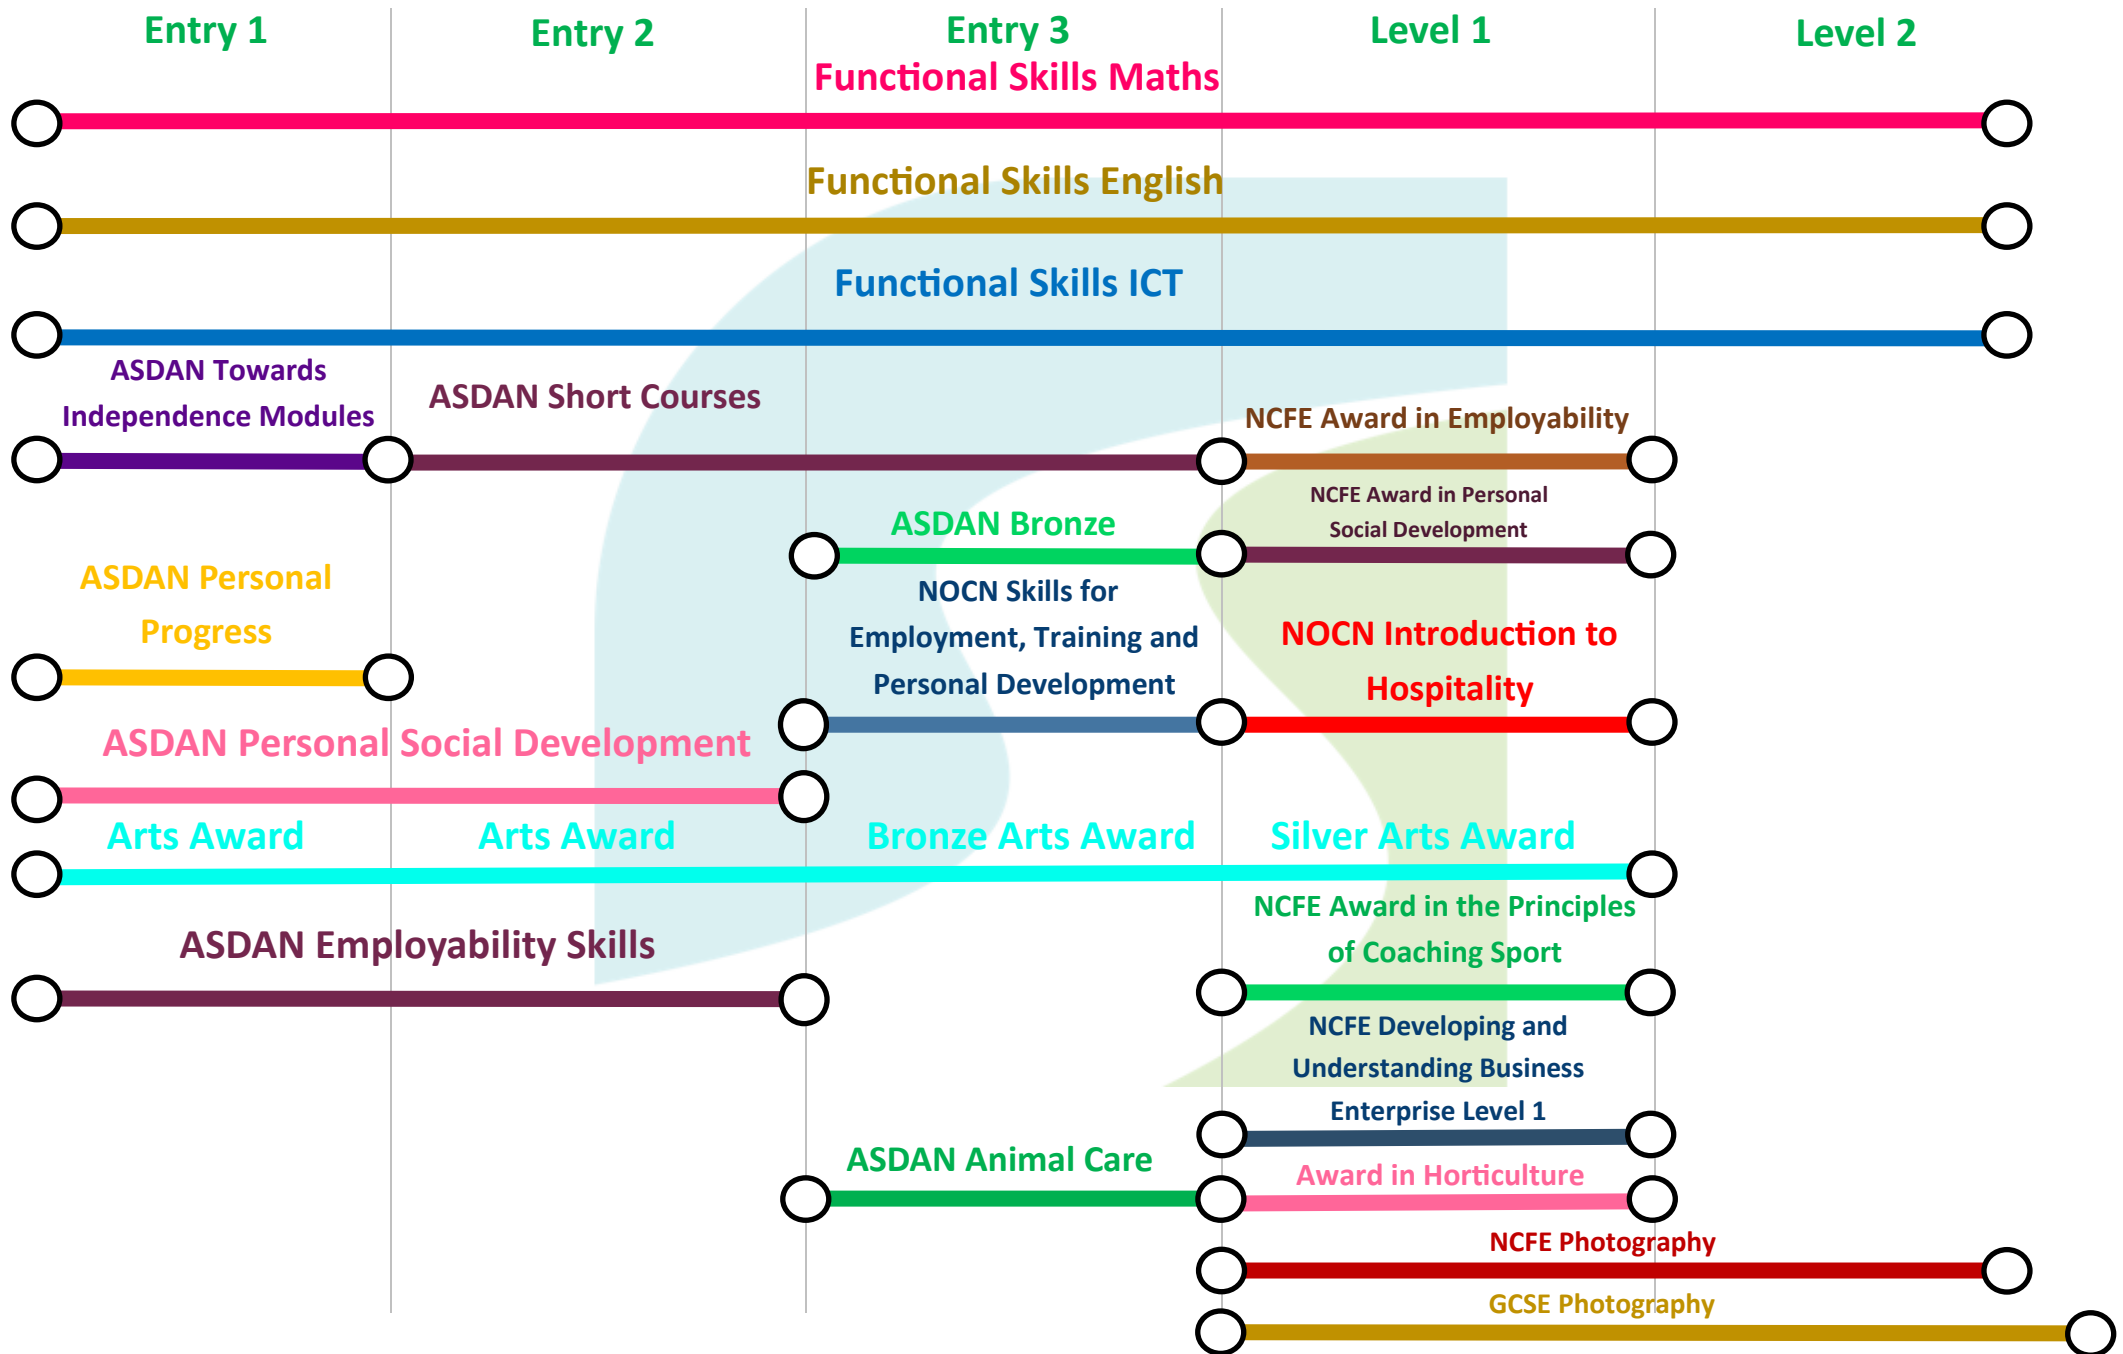 Entry 1
Entry 2
Entry 3
Level 1
Level 2
Functional Skills Maths
Functional Skills English
Functional Skills ICT
ASDAN Towards
Independence Modules
ASDAN Short Courses
NCFE Award in Employability
ASDAN Bronze
NCFE Award in Personal
Social Development
ASDAN Personal
Progress
NOCN Skills for
Employment, Training and
Personal Development
NOCN Introduction to
Hospitality
ASDAN Personal Social Development
Arts Award
Arts Award
Bronze Arts Award
Silver Arts Award
ASDAN Employability Skills
NCFE Award in the Principles
of Coaching Sport
NCFE Developing and
Understanding Business
Enterprise Level 1
ASDAN Animal Care
Award in Horticulture
NCFE Photography
GCSE Photography